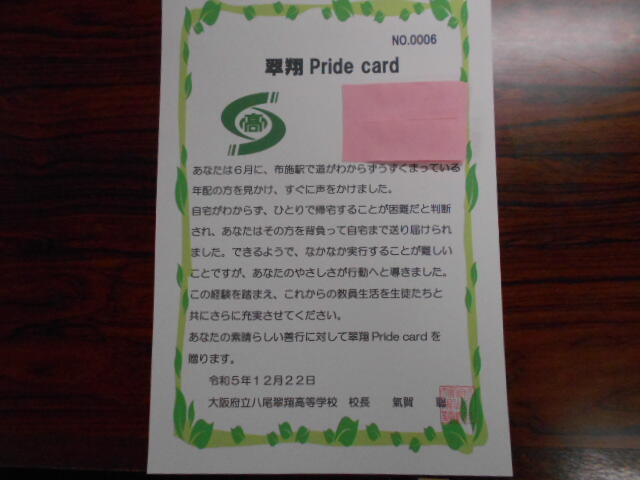 NO.0006
翠翔 Pride card
高
あなたは6月に、布施駅で道がわからずうずくまっている
年配の方を見かけ、すぐに声をかけました。
自宅がわからず、ひとりで帰宅することが困難だと判断
され、あなたはその方を背負って自宅まで送り届けられ
ました。できるようで、なかなか実行することが難しい
ことですが、あなたのやさしさが行動へと導きました。
この経験を踏まえ、これからの教員生活を生徒たちと
共にさらに充実させてください。
あなたの素晴らしい善行に対して翠翔 Pride card を
贈ります。
令和5年12月22日
大阪府立八尾翠翔高等学校 校長 氣賀 聡